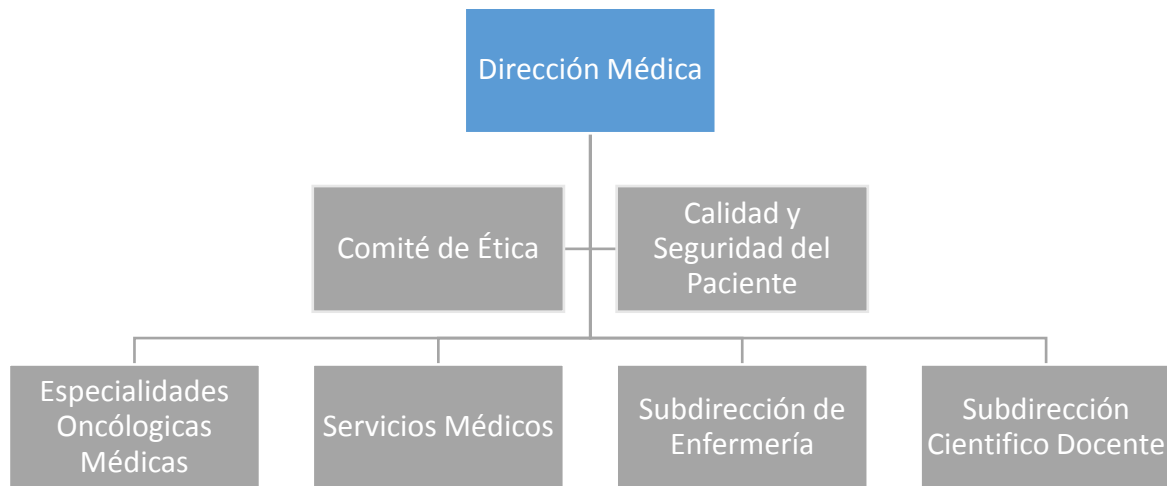 Dirección Médica
Comité de Ética
Calidad y
Seguridad del
Paciente
Especialidades
Oncólogicas
Médicas
Servicios Médicos
Subdirección de
Enfermería
Subdirección
Cientifico Docente